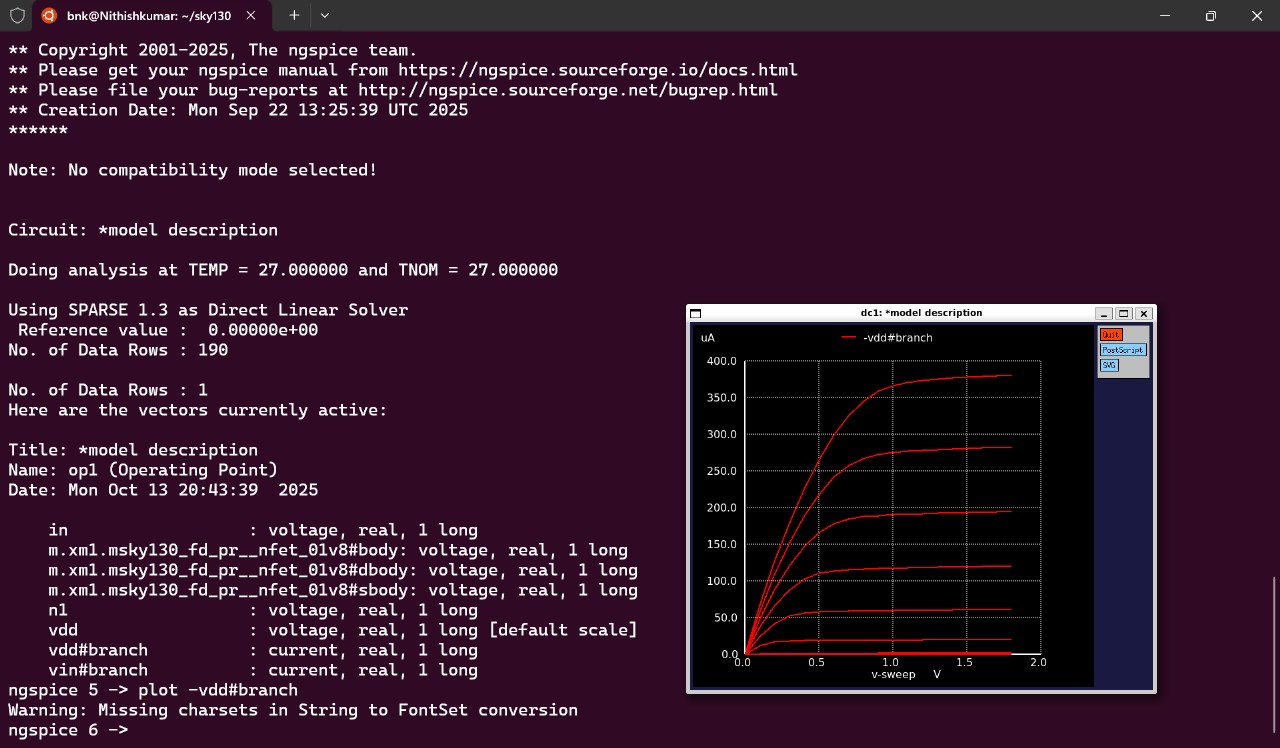 bnk@Nithishkumar: ~/sky130
** Copyright 2001-2025, The ngspice team.
** Please get your ngspice manual from https://ngspice.sourceforge.io/docs.html
** Please file your bug-reports at http://ngspice.sourceforge.net/bugrep.html
** Creation Date: Mon Sep 22 13:25:39 UTC 2025
******
Note: No compatibility mode selected!
Circuit: *model description
Doing analysis at TEMP = 27.000000 and TNOM = 27.000000
Using SPARSE 1.3 as Direct Linear Solver
Reference value :  0.00000e+00
No. of Data Rows : 190
No. of Data Rows : 1
Here are the vectors currently active:
Title: *model description
Name: op1 (Operating Point)
Date: Mon Oct 13 20:43:39  2025
in                  : voltage, real, 1 long
m.xm1.msky130_fd_pr__nfet_01v8#body: voltage, real, 1 long
m.xm1.msky130_fd_pr__nfet_01v8#dbody: voltage, real, 1 long
m.xm1.msky130_fd_pr__nfet_01v8#sbody: voltage, real, 1 long
n1                  : voltage, real, 1 long
vdd                 : voltage, real, 1 long [default scale]
vdd#branch          : current, real, 1 long
vin#branch          : current, real, 1 long
ngspice 5 -> plot -vdd#branch
Warning: Missing charsets in String to FontSet conversion
ngspice 6 ->
dc1: *model description
uA
-vdd#branch
Quit
PostScript
SVG
400.0
350.0
300.0
250.0
200.0
150.0
100.0
50.0
0.0
0.0 0.5 1.0 1.5 2.0
v-sweep V